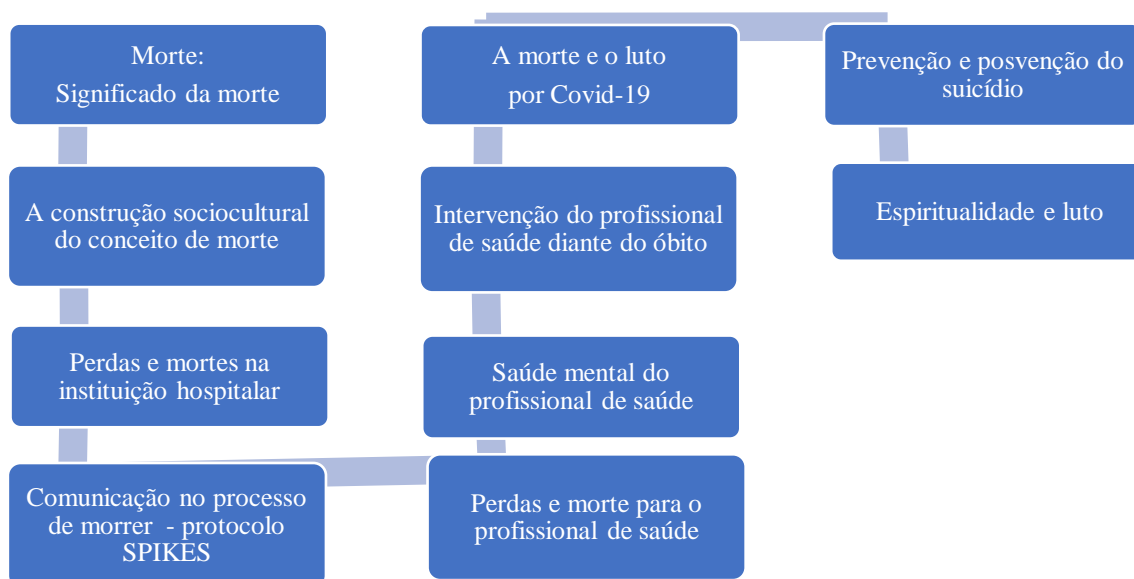 Morte:
Significado da morte
A construção sociocultural
do conceito de morte
Perdas e mortes na
instituição hospitalar
Comunicação no processo
de morrer - protocolo
SPIKES
Perdas e morte para o
profissional de saúde
Saúde mental do
profissional de saúde
Intervenção do profissional
de saúde diante do óbito
A morte e o luto
por Covid-19
Prevenção e posvenção do
suicídio
Espiritualidade e luto